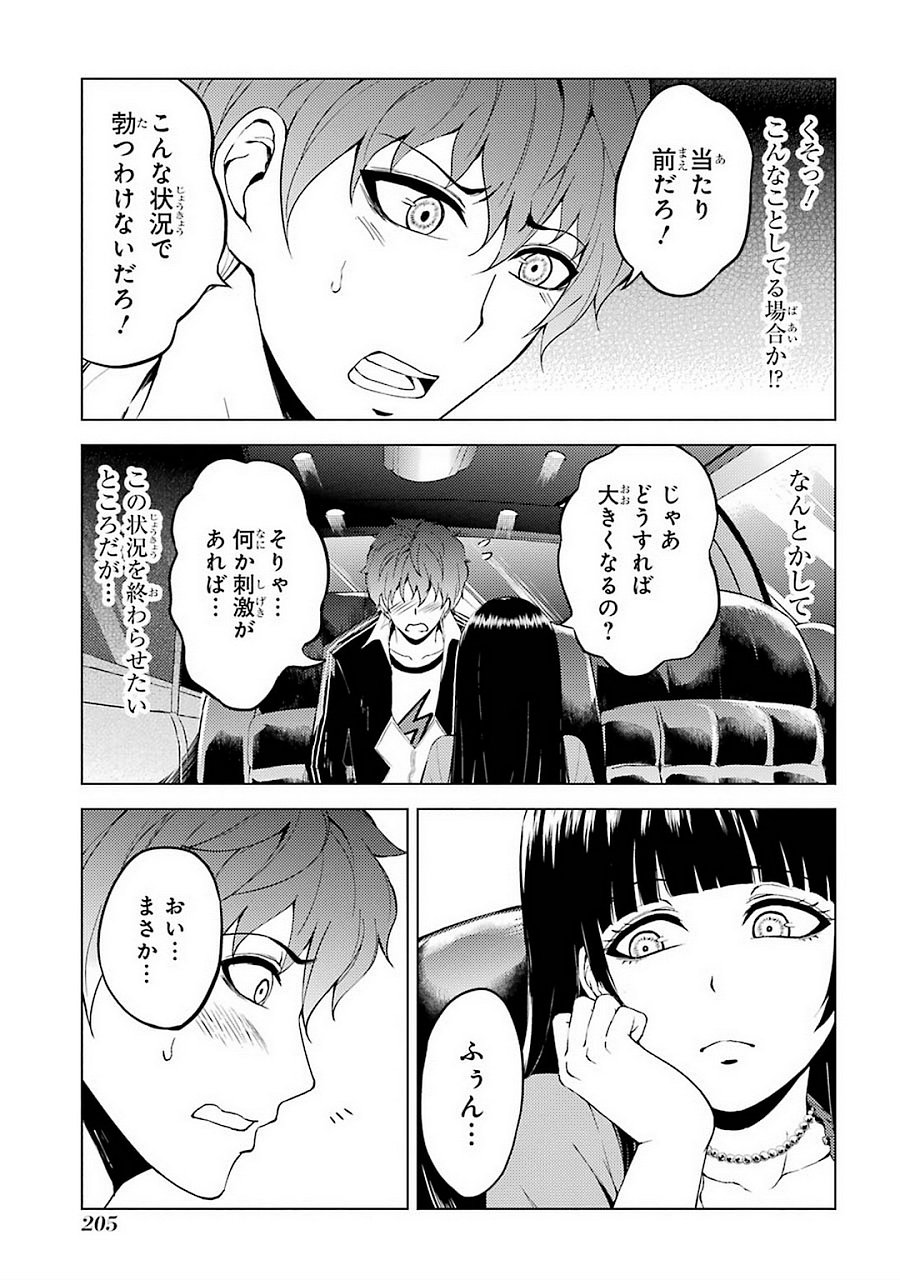 くそっ!
こんなことしてる場合か!?
当たり
前だろ!
こんな状況で
勃つわけないだろ!
なんとかして
じゃあ
どうすれば
大きくなるの?
そりゃ…
何か刺激が
あれば…
この状況を終わらせたい
ところだが…
ふぅん…
おい…
まさか…
205